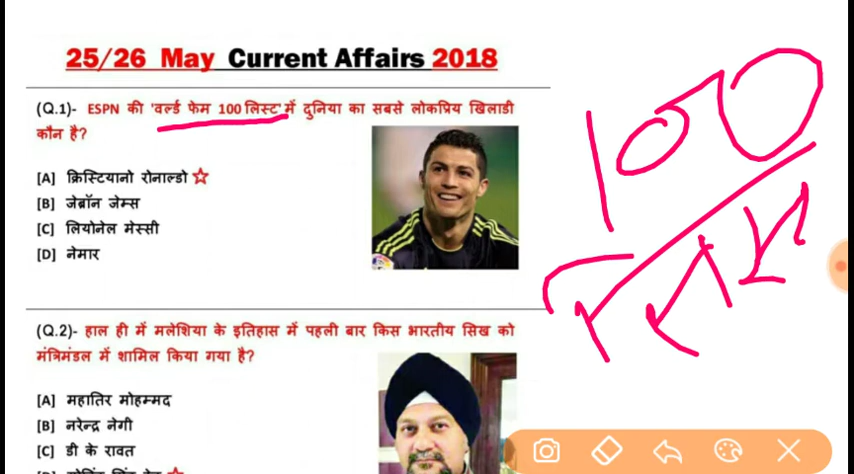 25/26 May Current Affairs 2018
(Q.1)- ESPN की 'वर्ल्ड फेम 100 लिस्ट' में दुनिया का सबसे लोकप्रिय खिलाडी
कौन है?
[A] क्रिस्टियानो रोनाल्डो
[B] जेब्रॉन जेम्स
[C] लियोनेल मेस्सी
[D] नेमार
100
(Q.2)- हाल ही में मलेशिया के इतिहास में पहली बार किस भारतीय सिख को
मंत्रिमंडल में शामिल किया गया है?
[A] महातिर मोहम्मद
[B] नरेन्द्र नेगी
[C] डी के रावत